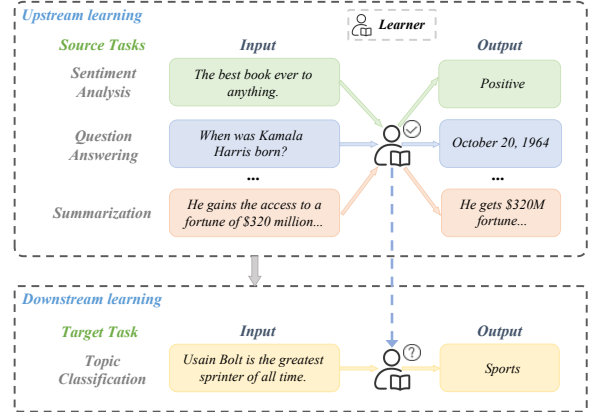 Upstream learning
Learner
Source Tasks
Input
Output
Sentiment
Analysis
The best book ever to
anything.
Positive
Question
Answering
When was Kamala
Harris born?
October 20, 1964
...
...
Summarization
He gains the access to a
fortune of $320 million...
He gets $320M
fortune...
Downstream learning
Target Task
Input
Output
?
Topic
Classification
Usain Bolt is the greatest
sprinter of all time.
Sports